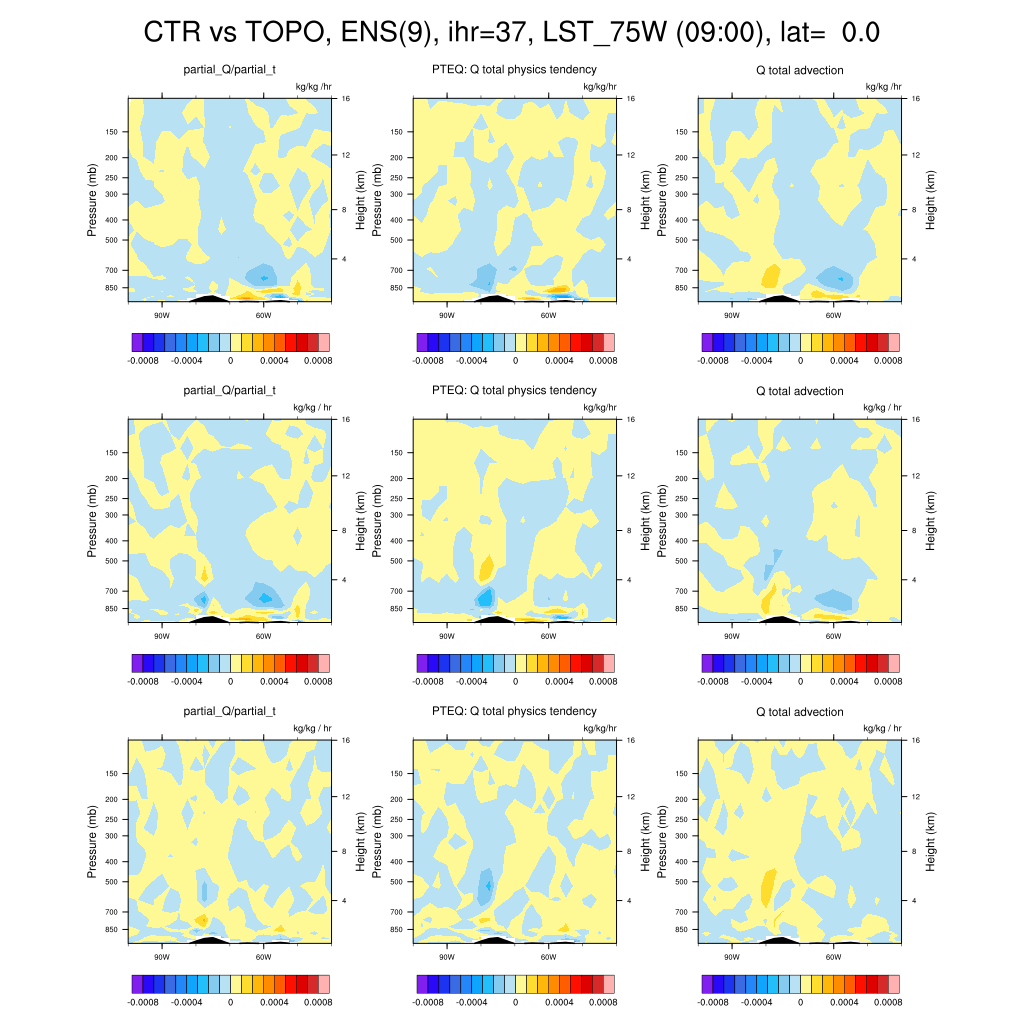 CTR vs TOPO, ENS(9), ihr=37, LST_75W (09:00), lat= 0.0
partial_Q/partial_t
PTEQ: Q total physics tendency
Q total advection
kg/kg /hr
kg/kg/hr
kg/kg/hr
Pressure (mb)
150
200
250
300
400
500
700
850
16
12
8
4
Height (km)
90W
60W
Pressure (mb)
150
200
250
300
400
500
700
850
16
12
8
4
Height (km)
90W
60W
Pressure (mb)
150
200
250
300
400
500
700
850
16
12
8
4
Height (km)
90W
60W
-0.0008 -0.0004 0 0.0004 0.0008
-0.0008 -0.0004 0 0.0004 0.0008
-0.0008 -0.0004 0 0.0004 0.0008
partial_Q/partial_t
PTEQ: Q total physics tendency
Q total advection
kg/kg / hr
kg/kg/hr
kg/kg / hr
Pressure (mb)
150
200
250
300
400
500
700
850
16
12
8
4
Height (km)
90W
60W
Pressure (mb)
150
200
250
300
400
500
700
850
16
12
8
4
Height (km)
90W
60W
Pressure (mb)
150
200
250
300
400
500
700
850
16
12
8
4
Height (km)
90W
60W
-0.0008 -0.0004 0 0.0004 0.0008
-0.0008 -0.0004 0 0.0004 0.0008
-0.0008 -0.0004 0 0.0004 0.0008
partial_Q/partial_t
PTEQ: Q total physics tendency
Q total advection
kg/kg / hr
kg/kg/hr
kg/kg / hr
Pressure (mb)
150
200
250
300
400
500
700
850
16
12
8
4
Height (km)
90W
60W
Pressure (mb)
150
200
250
300
400
500
700
850
16
12
8
4
Height (km)
90W
60W
Pressure (mb)
150
200
250
300
400
500
700
850
16
12
8
4
Height (km)
90W
60W
-0.0008 -0.0004 0 0.0004 0.0008
-0.0008 -0.0004 0 0.0004 0.0008
-0.0008 -0.0004 0 0.0004 0.0008